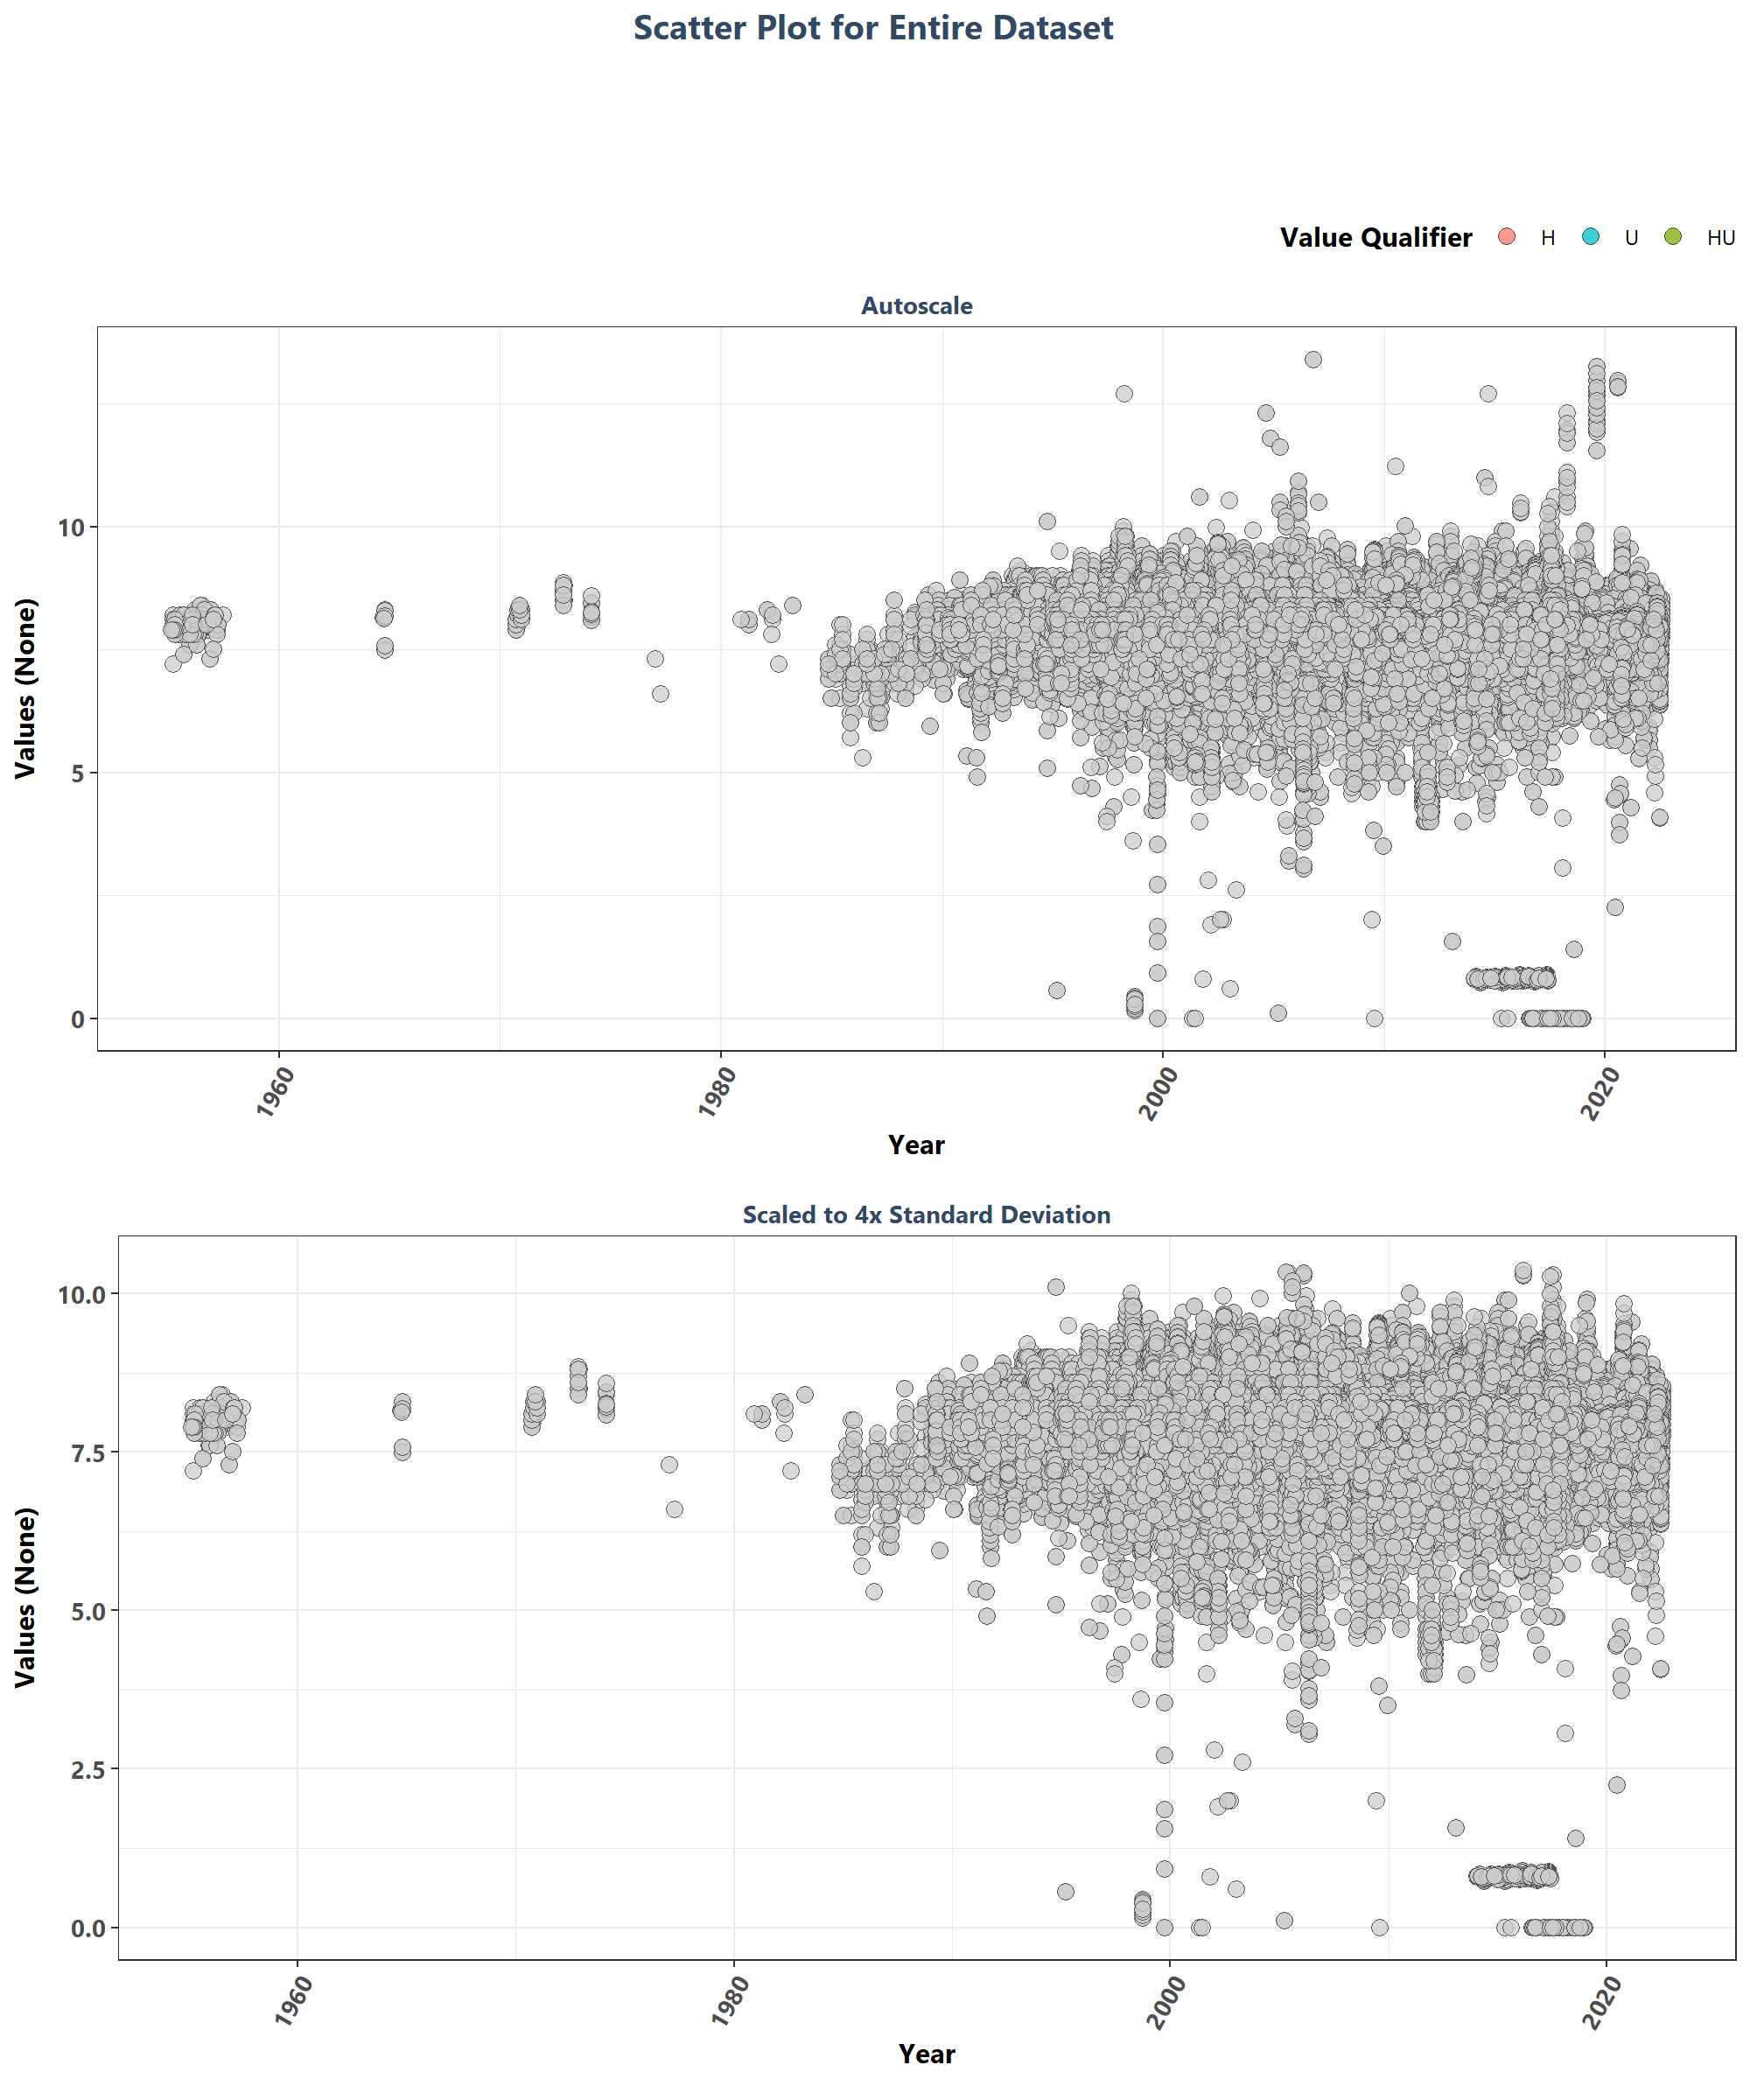 Scatter Plot for Entire Dataset
Value Qualifier H U HU
Autoscale
Values (None)
10
5
0
1960 1980 2000 2020
Year
Scaled to 4x Standard Deviation
Values (None)
10.0
7.5
5.0
2.5
0.0
1960 1980 2000 2020
Year